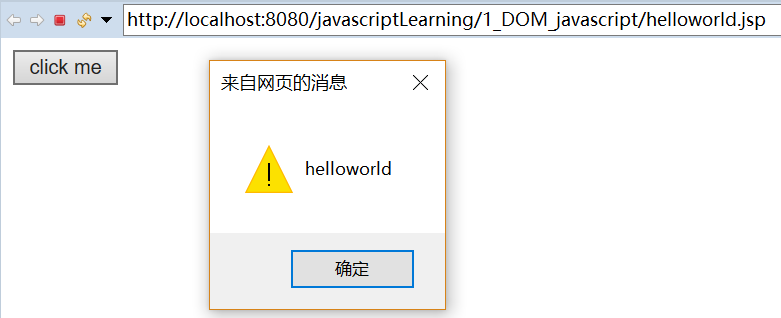 http://localhost:8080/javascriptLearning/1_DOM_javascript/helloworld.jsp
click me
来自网页的消息
helloworld
确定